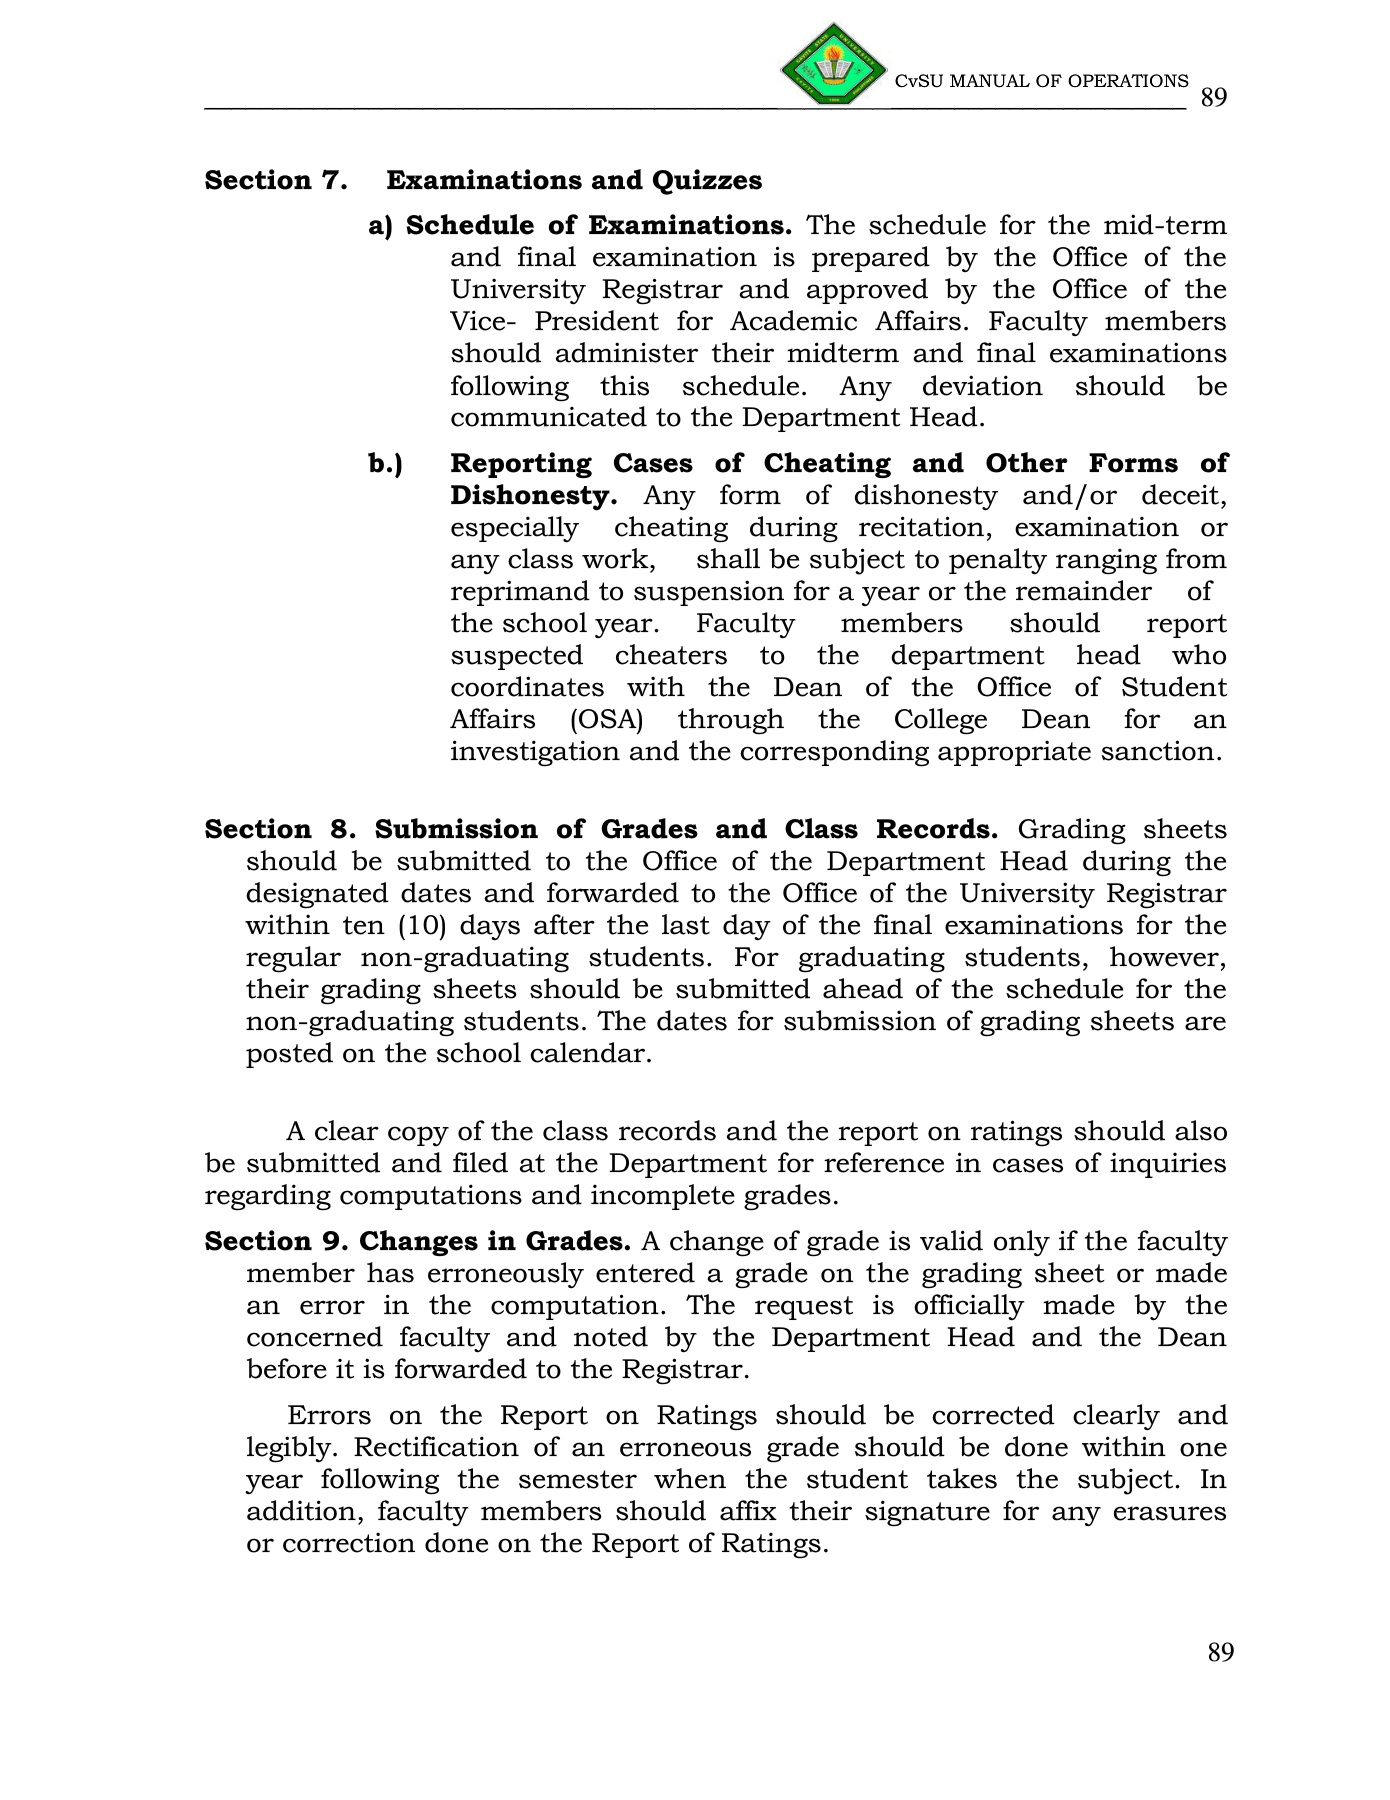 CvSU MANUAL OF OPERATIONS 89
Section 7. Examinations and Quizzes
a) Schedule of Examinations. The schedule for the mid-term
and final examination is prepared by the Office of the
University Registrar and approved by the Office of the
Vice- President for Academic Affairs. Faculty members
should administer their midterm and final examinations
following this schedule. Any deviation should be
communicated to the Department Head.
b.) Reporting Cases of Cheating and Other Forms of
Dishonesty. Any form of dishonesty and/or deceit,
especially cheating during recitation, examination or
any class work, shall be subject to penalty ranging from
reprimand to suspension for a year or the remainder of
the school year. Faculty members should report
suspected cheaters to the department head who
coordinates with the Dean of the Office of Student
Affairs (OSA) through the College Dean for an
investigation and the corresponding appropriate sanction.
Section 8. Submission of Grades and Class Records. Grading sheets
should be submitted to the Office of the Department Head during the
designated dates and forwarded to the Office of the University Registrar
within ten (10) days after the last day of the final examinations for the
regular non-graduating students. For graduating students, however,
their grading sheets should be submitted ahead of the schedule for the
non-graduating students. The dates for submission of grading sheets are
posted on the school calendar.
A clear copy of the class records and the report on ratings should also
be submitted and filed at the Department for reference in cases of inquiries
regarding computations and incomplete grades.
Section 9. Changes in Grades. A change of grade is valid only if the faculty
member has erroneously entered a grade on the grading sheet or made
an error in the computation. The request is officially made by the
concerned faculty and noted by the Department Head and the Dean
before it is forwarded to the Registrar.
Errors on the Report on Ratings should be corrected clearly and
legibly. Rectification of an erroneous grade should be done within one
year following the semester when the student takes the subject. In
addition, faculty members should affix their signature for any erasures
or correction done on the Report of Ratings.
89